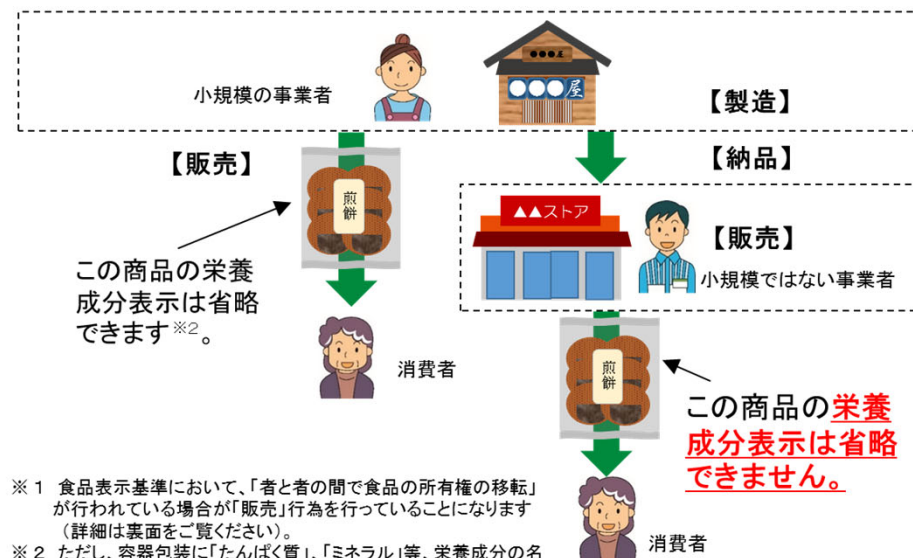 小規模の事業者
●●●屋
○○○屋
【製造】
【販売】
【納品】
煎餅
▲▲ストア
【販売】
小規模ではない事業者
この商品の栄養
成分表示は省略
できます※2。
消費者
煎餅
この商品の栄養
成分表示は省略
できません。
※1 食品表示基準において、「者と者の間で食品の所有権の移転」
が行われている場合が「販売」行為を行っていることになります
(詳細は裏面をご覧ください)。
※2 ただし、容器包装に「たんぱく質」、「ミネラル」等、栄養成分の名
消費者